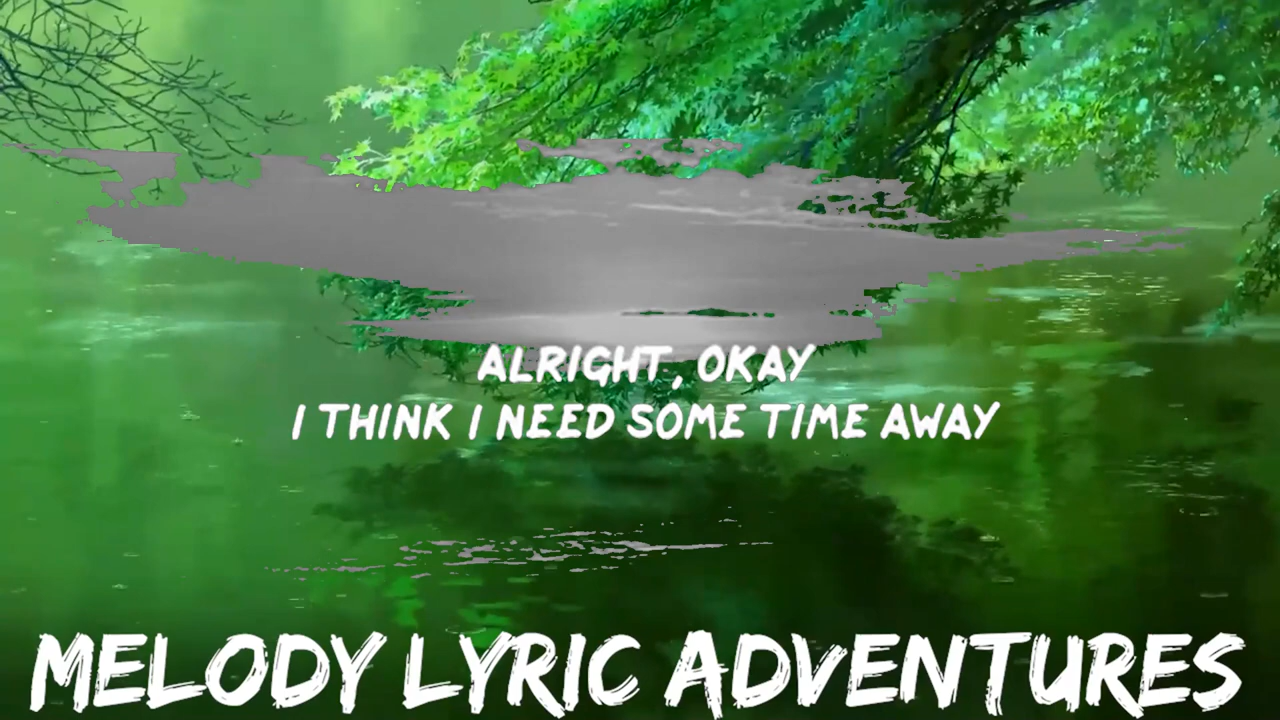 ALRIGHT, OKAY
I THINK I NEED SOME TIME AWAY
MELODY LYRIC ADVENTURES